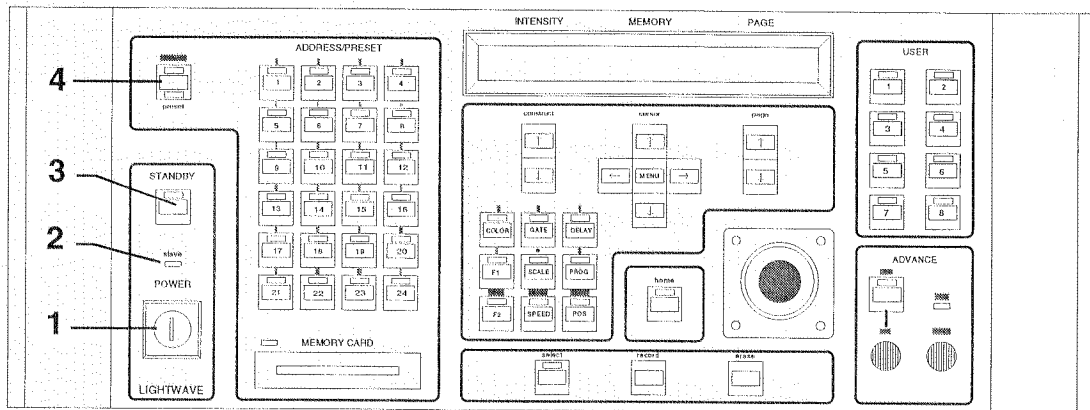 INTENSITY MEMORY PAGE
4
preset
ADDRESS/PRESET
1 2 3 4
5 6 7 8
9 10 11 12
13 14 15 16
17 18 19 20
21 22 23 24
MEMORY CARD
3
STANDBY
2
slave
POWER
1
LIGHTWAVE
contrast
cursor
page
↑ ↑ ↑
← MENU →
↓ ↓ ↓
COLOR GATE DELAY
F1 SCALE PROG
F2 SPEED POS
home
select record erase
USER
1 2
3 4
5 6
7 8
ADVANCE